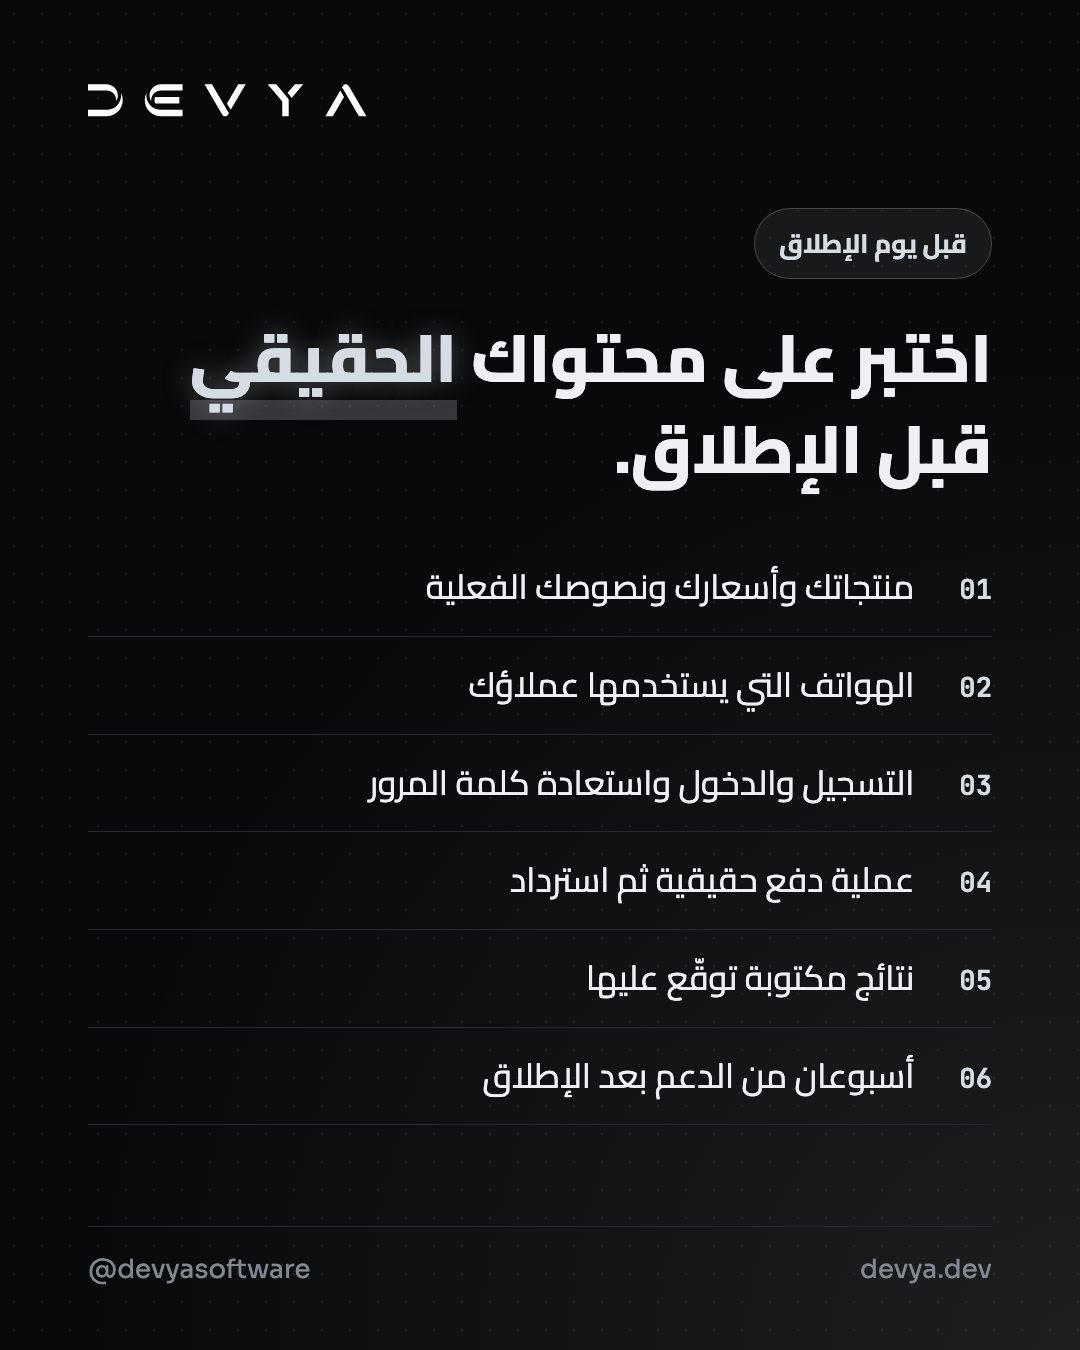 DEVYA
قبل يوم الإطلاق
اختبر على محتواك الحقيقي
قبل الإطلاق.
01 منتجاتك وأسعارك ونصوصك الفعلية
02 الهواتف التي يستخدمها عملاؤك
03 التسجيل والدخول واستعادة كلمة المرور
04 عملية دفع حقيقية ثم استرداد
05 نتائج مكتوبة توقّع عليها
06 أسبوعان من الدعم بعد الإطلاق
@devyasoftware
devya.dev